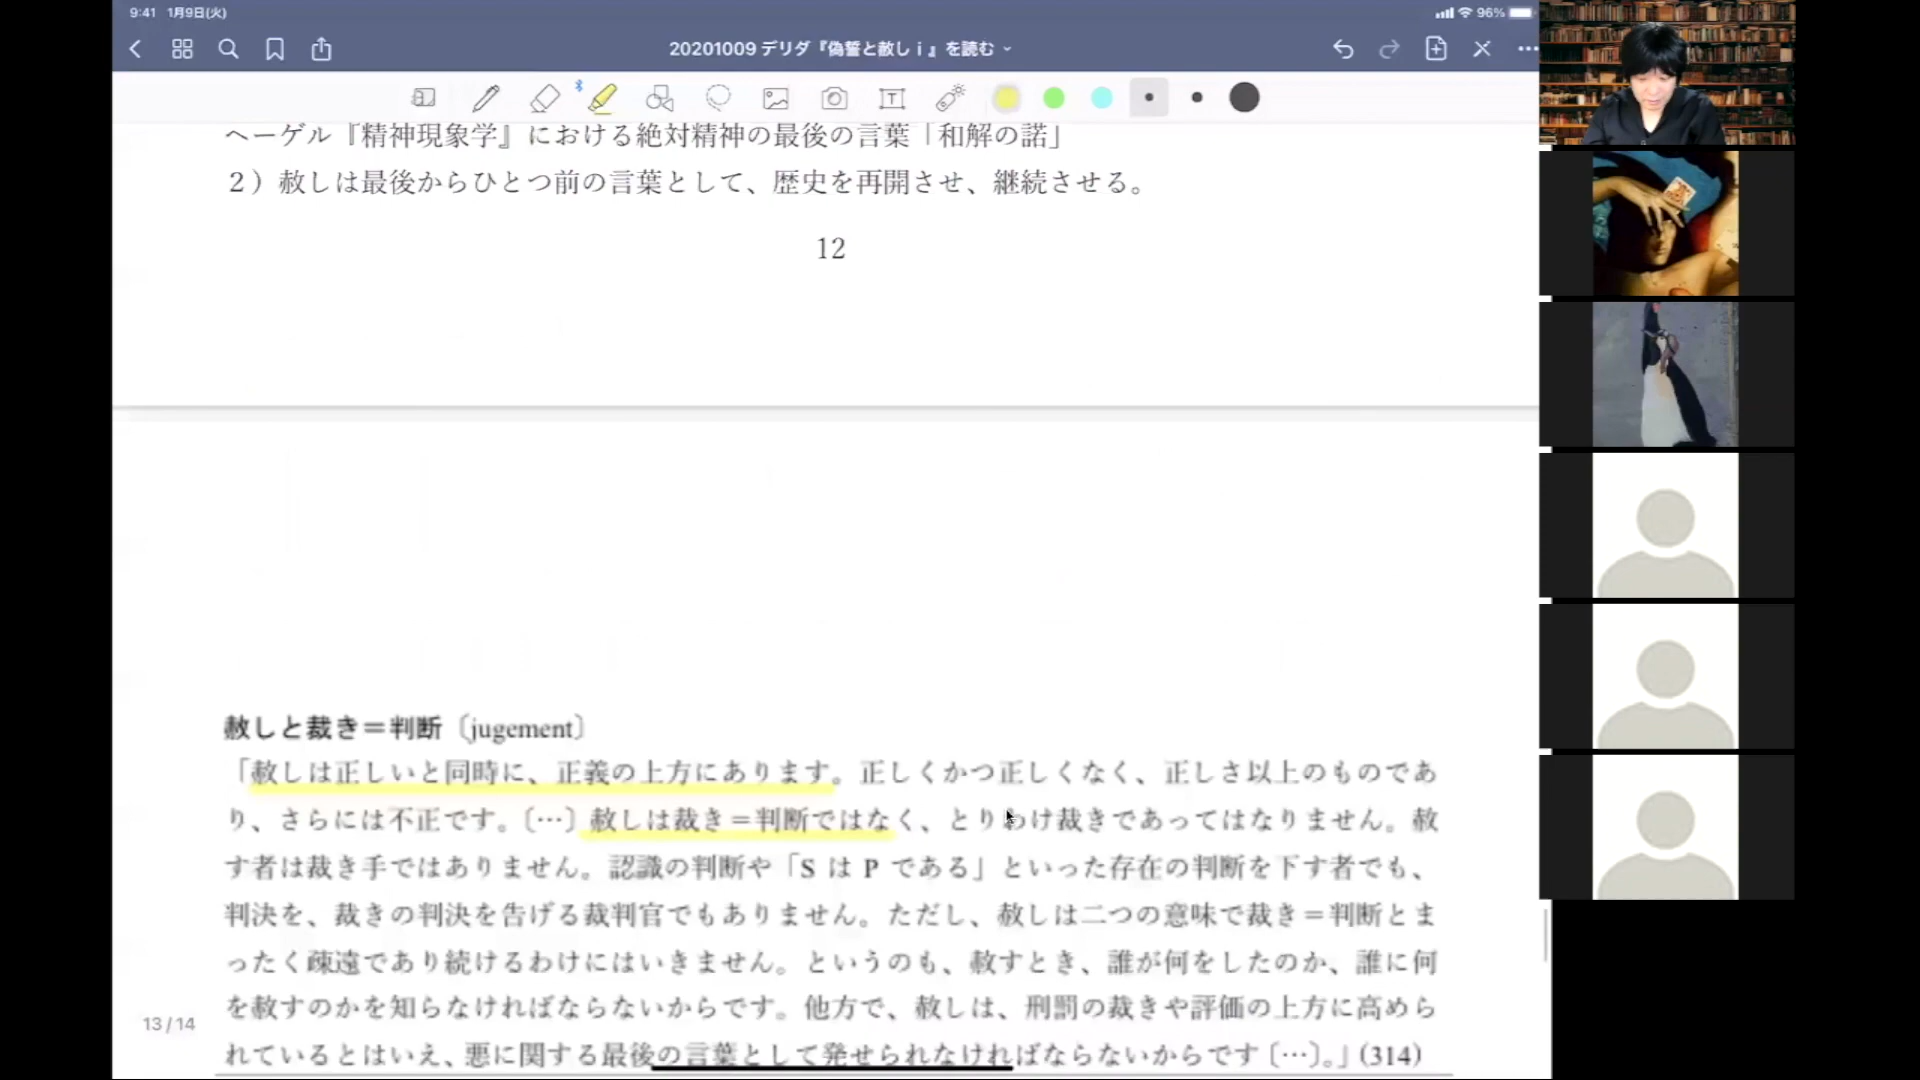 9:41 1月9日(火)
96%
20201009 デリダ『偽誓と赦しⅰ』を読む
ヘーゲル『精神現象学』における絶対精神の最後の言葉「和解の諾」
２）赦しは最後からひとつ前の言葉として、歴史を再開させ、継続させる。
12
赦しと裁き＝判断〔jugement〕
「赦しは正しいと同時に、正義の上方にあります。正しくかつ正しくなく、正しさ以上のものであ
り、さらには不正です。〔…〕赦しは裁き＝判断ではなく、とりわけ裁きであってはなりません。赦
す者は裁き手ではありません。認識の判断や「S は P である」といった存在の判断を下す者でも、
判決を、裁きの判決を告げる裁判官でもありません。ただし、赦しは二つの意味で裁き＝判断とま
ったく疎遠であり続けるわけにはいきません。というのも、赦すとき、誰が何をしたのか、誰に何
を赦すのかを知らなければならないからです。他方で、赦しは、刑罰の裁きや評価の上方に高めら
れているとはいえ、悪に関する最後の言葉として発せられなければならないからです〔…〕。」(314)
13/14